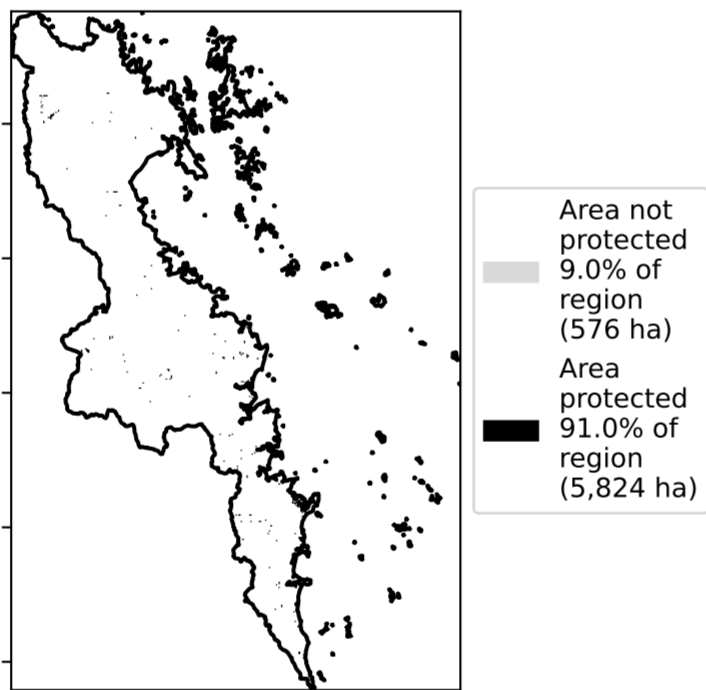 Area not
protected
9.0% of
region
(576 ha)
Area
protected
91.0% of
region
(5,824 ha)